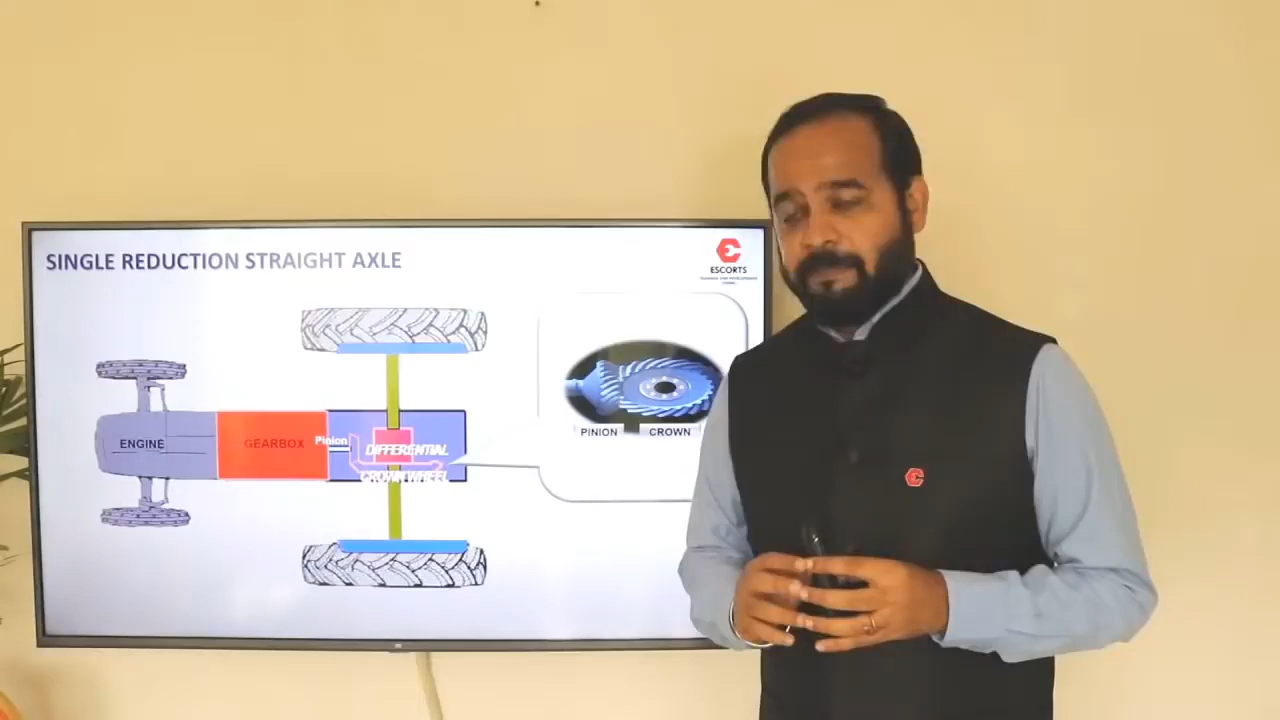 SINGLE REDUCTION STRAIGHT AXLE
ESCORTS
ENGINE
GEARBOX
Pinion
DIFFERENTIAL
CROWN WHEEL
PINION
CROWN